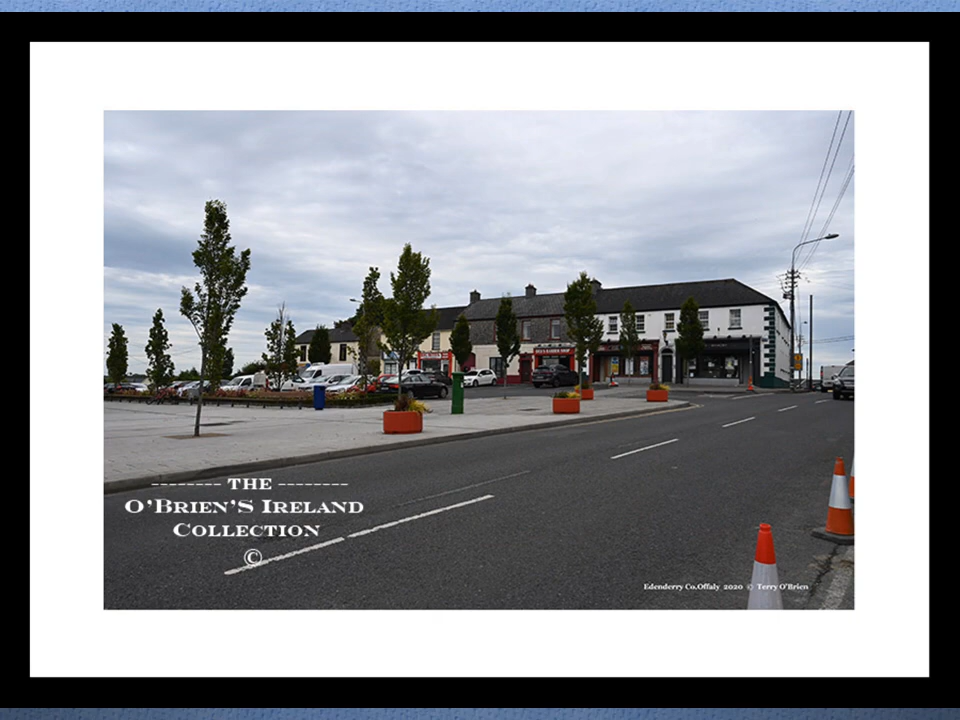 -------- THE --------
O'BRIEN'S IRELAND
COLLECTION
©
Edenderry Co.Offaly 2020 © Terry O'Brien